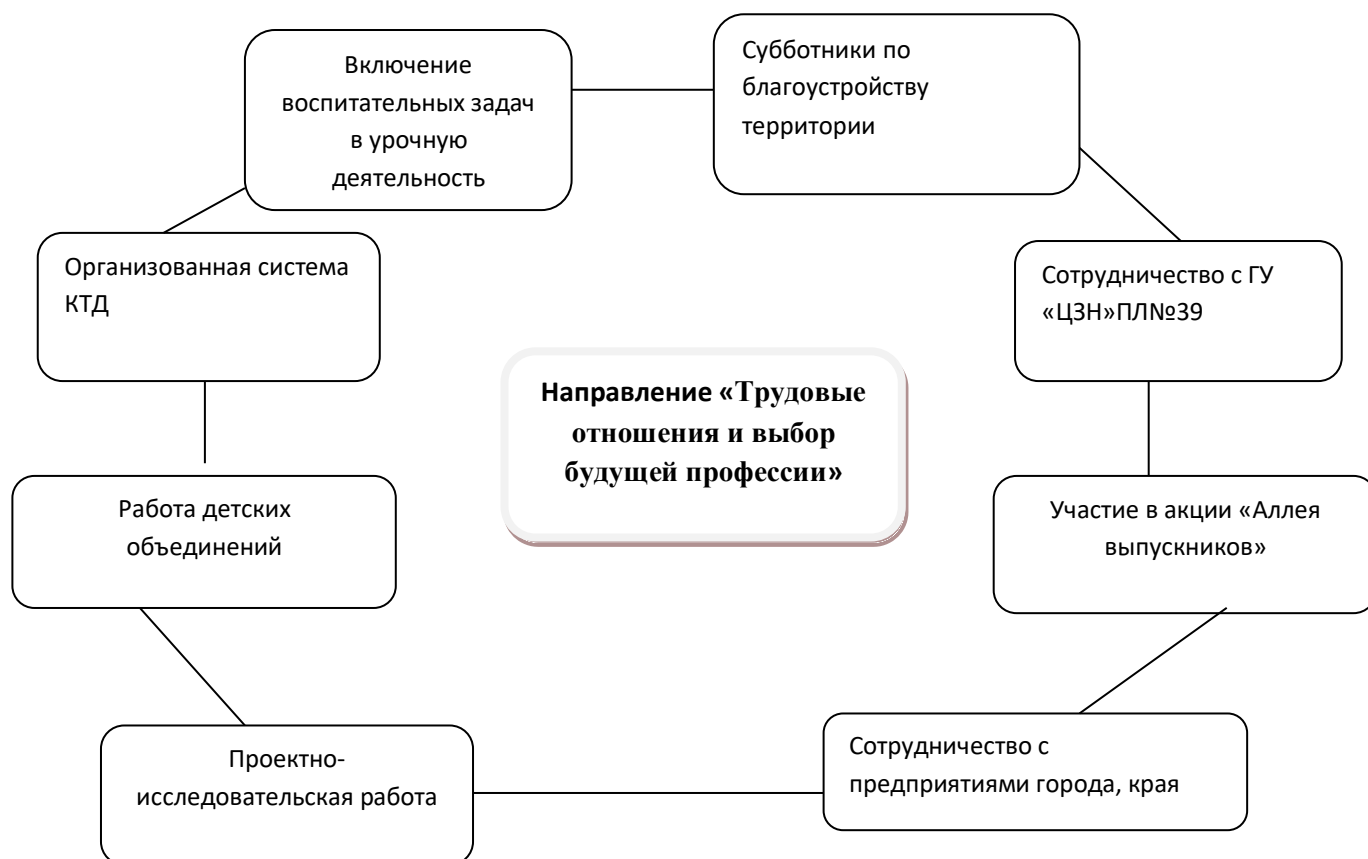 Включение
воспитательных задач
в урочную
деятельность
Субботники по
благоустройству
территории
Организованная система
КТД
Сотрудничество с ГУ
«ЦЗН»ПЛ№39
Направление «Трудовые
отношения и выбор
будущей профессии»
Работа детских
объединений
Участие в акции «Аллея
выпускников»
Проектно-
исследовательская работа
Сотрудничество с
предприятиями города, края